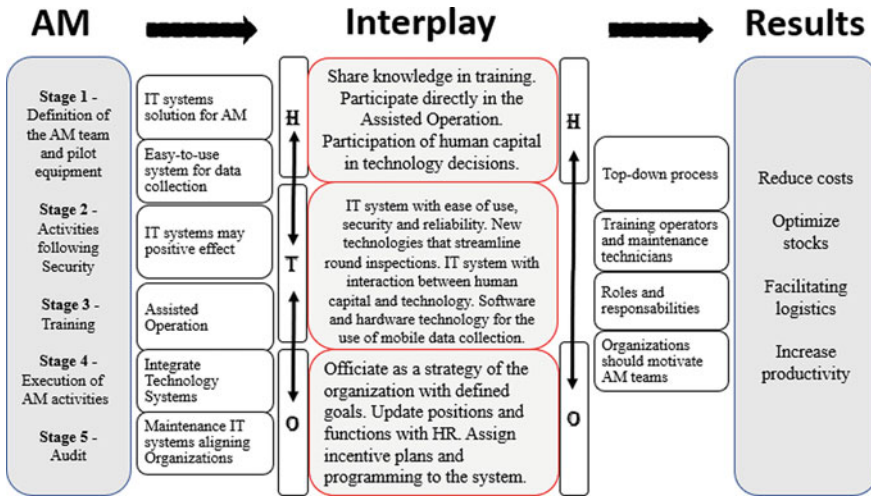 AM
Interplay
Results
Stage 1 -
Definition of
the AM team
and pilot
equipment
Stage 2 -
Activities
following
Security
Stage 3 -
Training
Stage 4 -
Execution of
AM activities
Stage 5 -
Audit
IT systems
solution for AM
Easy-to-use
system for data
collection
IT systems may
positive effect
Assisted
Operation
Integrate
Technology
Systems
Maintenance IT
systems aligning
Organizations
H
T
O
Share knowledge in training.
Participate directly in the
Assisted Operation.
Participation of human capital
in technology decisions.
IT system with ease of use,
security and reliability. New
technologies that streamline
round inspections. IT system with
interaction between human
capital and technology. Software
and hardware technology for the
use of mobile data collection.
Officiate as a strategy of the
organization with defined
goals. Update positions and
functions with HR. Assign
incentive plans and
programming to the system.
H
O
Top-down process
Training operators
and maintenance
technicians
Roles and
responsabilities
Organizations
should motivate
AM teams
Reduce costs
Optimize
stocks
Facilitating
logistics
Increase
productivity